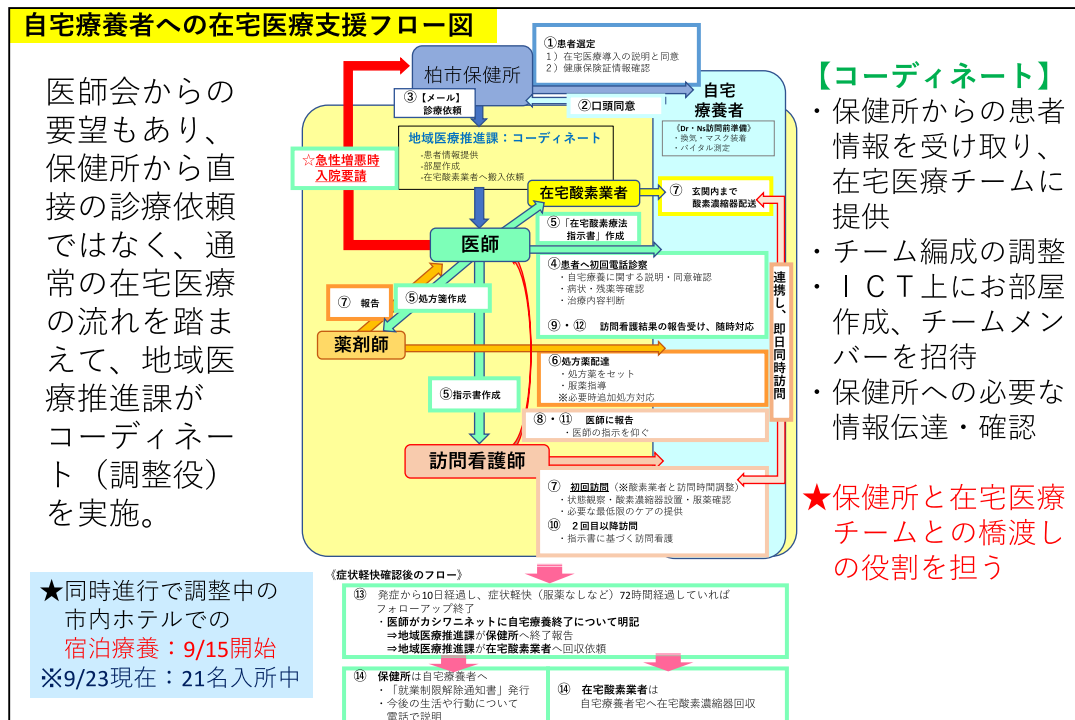 自宅療養者への在宅医療支援フロー図
医師会からの
要望もあり、
保健所から直
接の診療依頼
ではなく、通
常の在宅医療
の流れを踏ま
えて、地域医
療推進課が
コーディネー
ト（調整役）
を実施。
★同時進行で調整中の
市内ホテルでの
宿泊療養：9/15開始
※9/23現在：21名入所中
柏市保健所
①患者選定
１）在宅医療導入の説明と同意
２）健康保険証情報確認
②口頭同意
③【メール】
診療依頼
自宅
療養者
《Dr・Ns訪問前準備》
・換気・マスク装着
・バイタル測定
地域医療推進課：コーディネート
-患者情報提供
-部屋作成
-在宅酸素業者へ搬入依頼
☆急性増悪時
入院要請
在宅酸素業者
⑦ 玄関内まで
酸素濃縮器配送
医師
⑤「在宅酸素療法
指示書」作成
④患者へ初回電話診察
・自宅療養に関する説明・同意確認
・病状・残薬等確認
・治療内容判断
⑨・⑫ 訪問看護結果の報告受け、随時対応
連携し、即日同時訪問
⑦ 報告
⑤処方箋作成
薬剤師
⑥処方薬配達
・処方薬をセット
・服薬指導
※必要時追加処方対応
⑤指示書作成
⑧・⑪ 医師に報告
・医師の指示を仰ぐ
訪問看護師
⑦ 初回訪問（※酸素業者と訪問時間調整）
・状態観察・酸素濃縮器設置・服薬確認
・必要な最低限のケアの提供
⑩ ２回目以降訪問
・指示書に基づく訪問看護
《症状軽快確認後のフロー》
⑬ 発症から10日経過し、症状軽快（服薬なしなど）72時間経過していれば
フォローアップ終了
・医師がカシワニネットに自宅療養終了について明記
⇒地域医療推進課が保健所へ終了報告
⇒地域医療推進課が在宅酸素業者へ回収依頼
⑭ 保健所は自宅療養者へ
・「就業制限解除通知書」発行
・今後の生活や行動について
電話で説明
⑭ 在宅酸素業者は
自宅療養者宅へ在宅酸素濃縮器回収
【コーディネート】
・保健所からの患者
情報を受け取り、
在宅医療チームに
提供
・チーム編成の調整
・ＩＣＴ上にお部屋
作成、チームメン
バーを招待
・保健所への必要な
情報伝達・確認
★保健所と在宅医療
チームとの橋渡し
の役割を担う